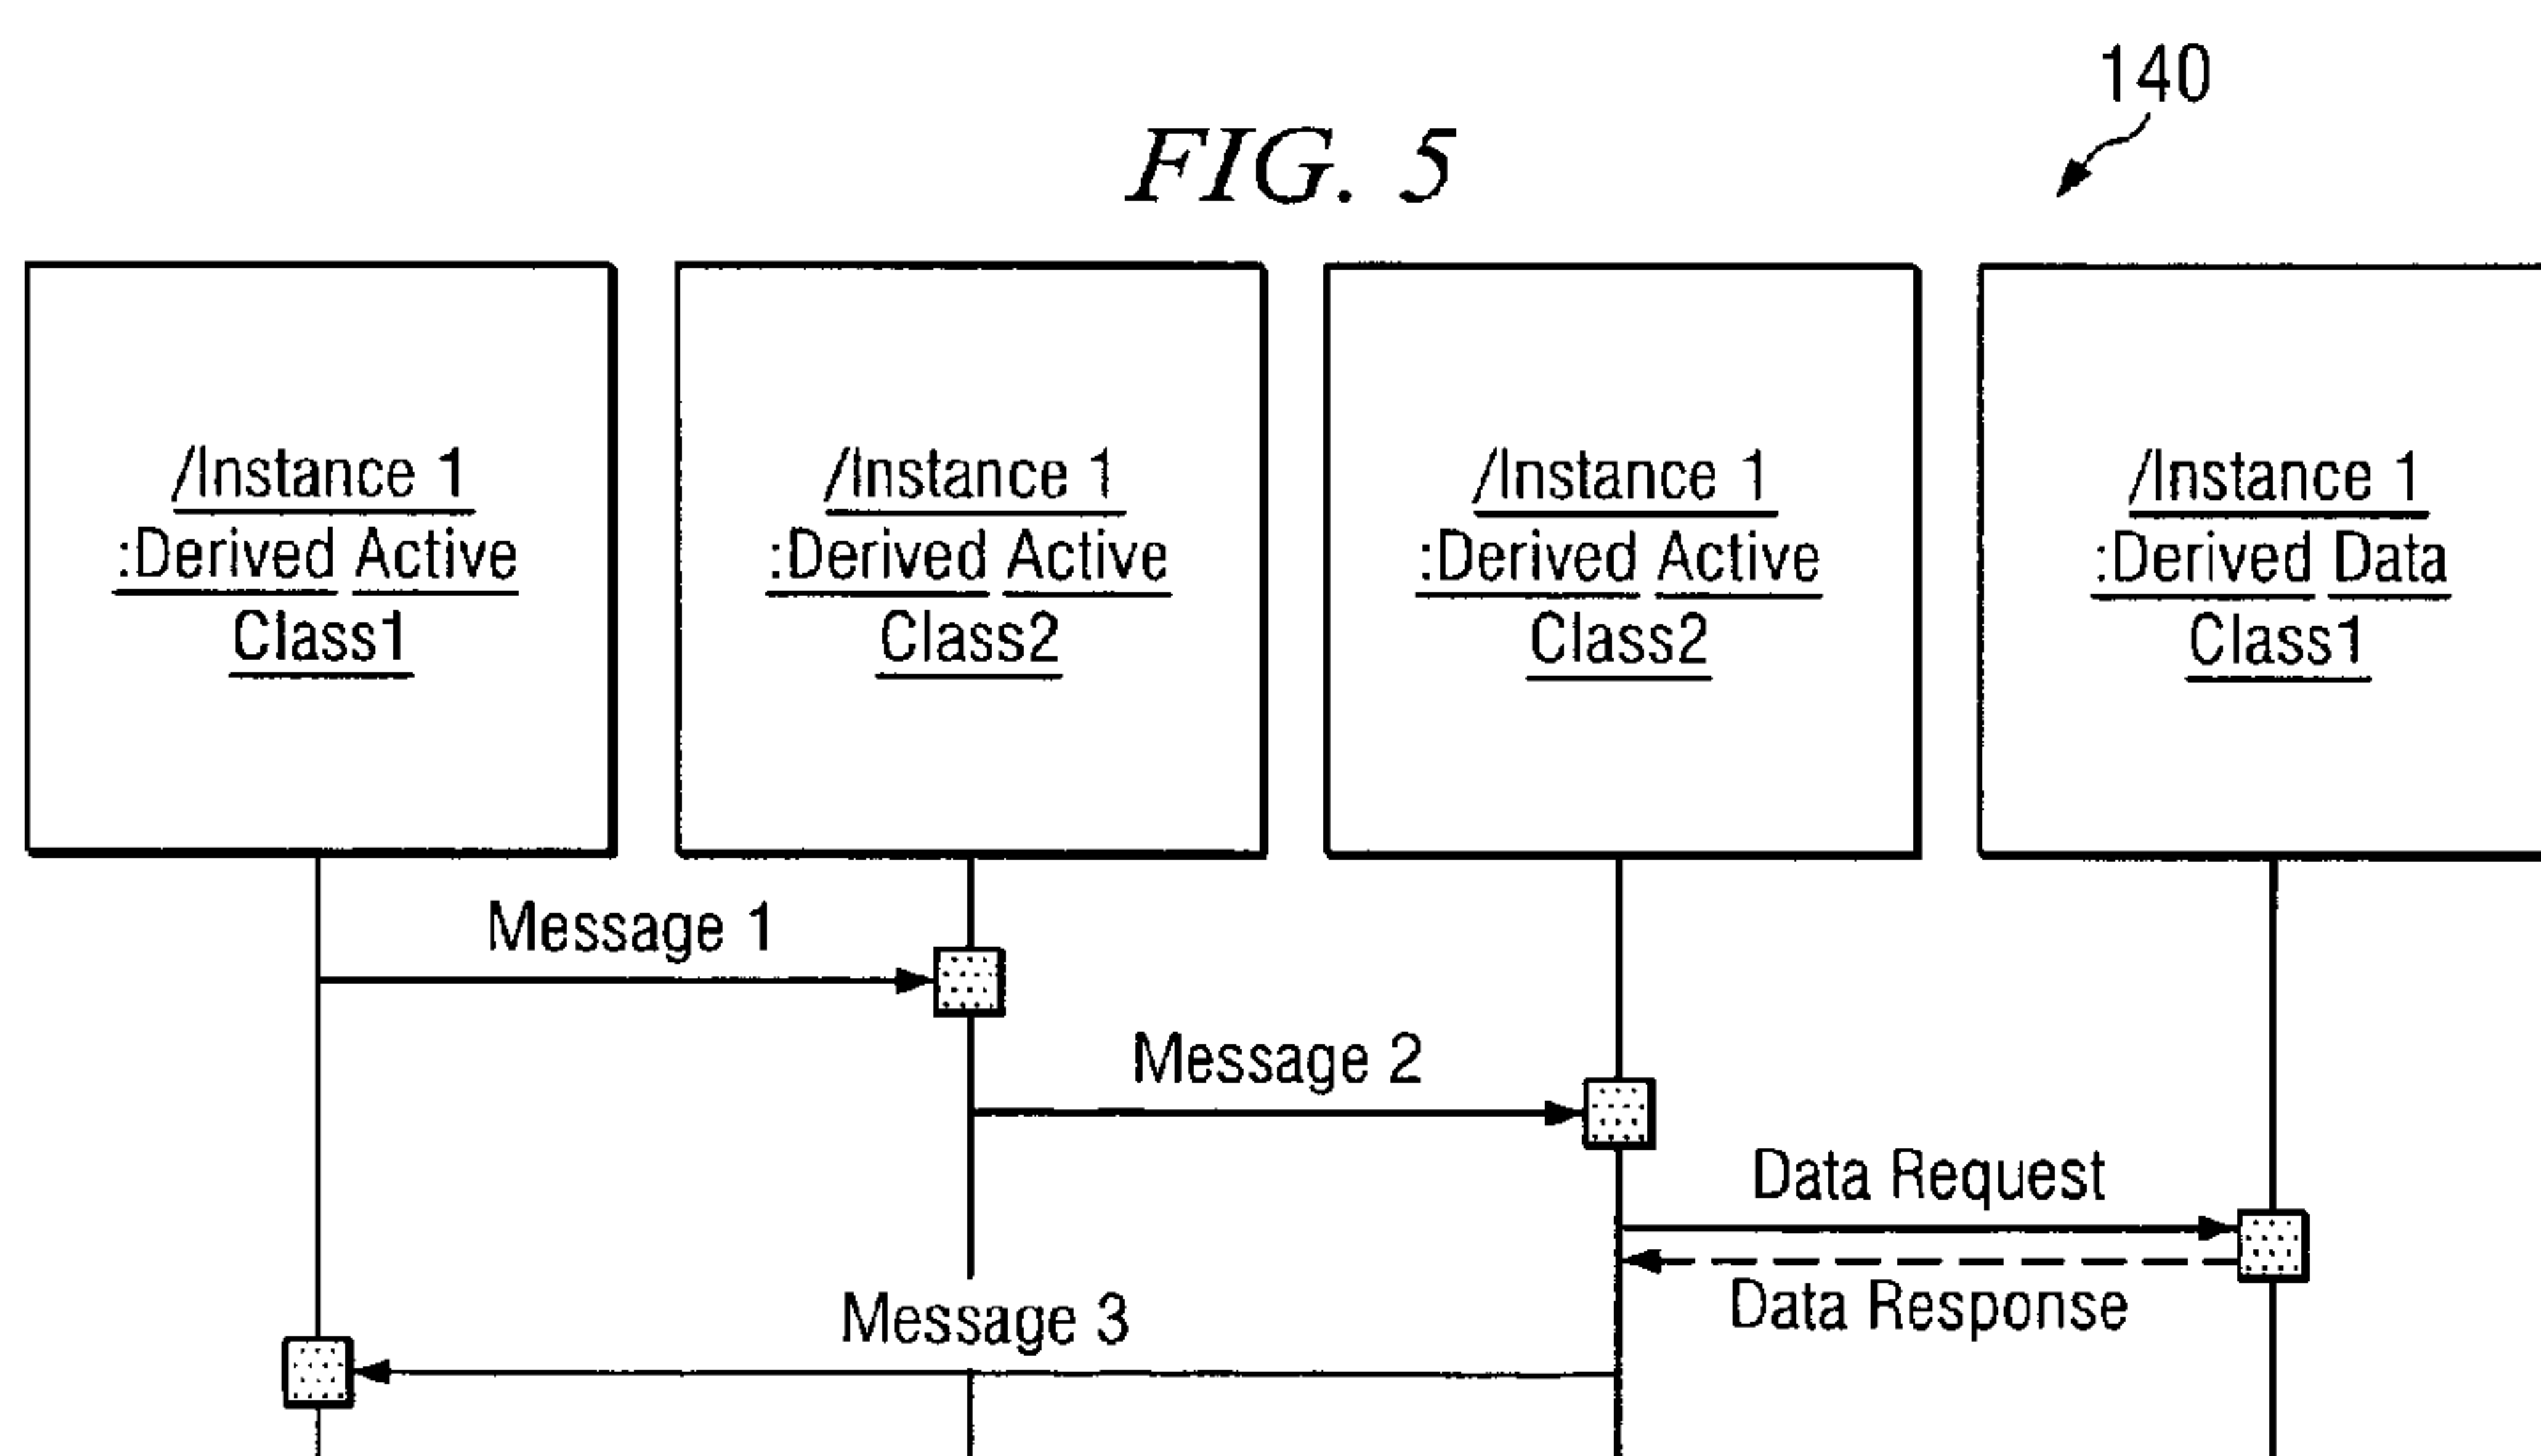 140
FIG. 5
/Instance 1
:Derived Active
Class1
/Instance 1
:Derived Active
Class2
/Instance 1
:Derived Active
Class2
/Instance 1
:Derived Data
Class1
Message 1
Message 2
Data Request
Data Response
Message 3